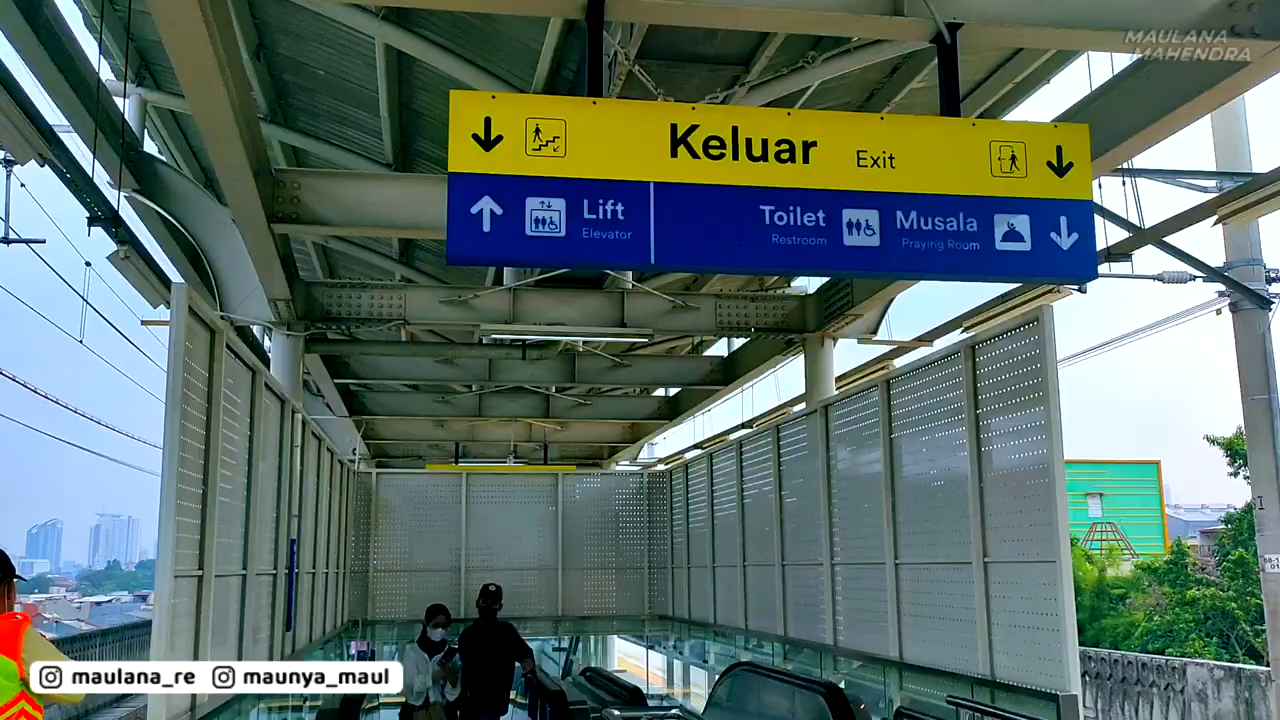 MAULANA
MAHENDRA
Keluar Exit
Lift
Elevator
Toilet
Restroom
Musala
Praying Room
maulana_re maunya_maul